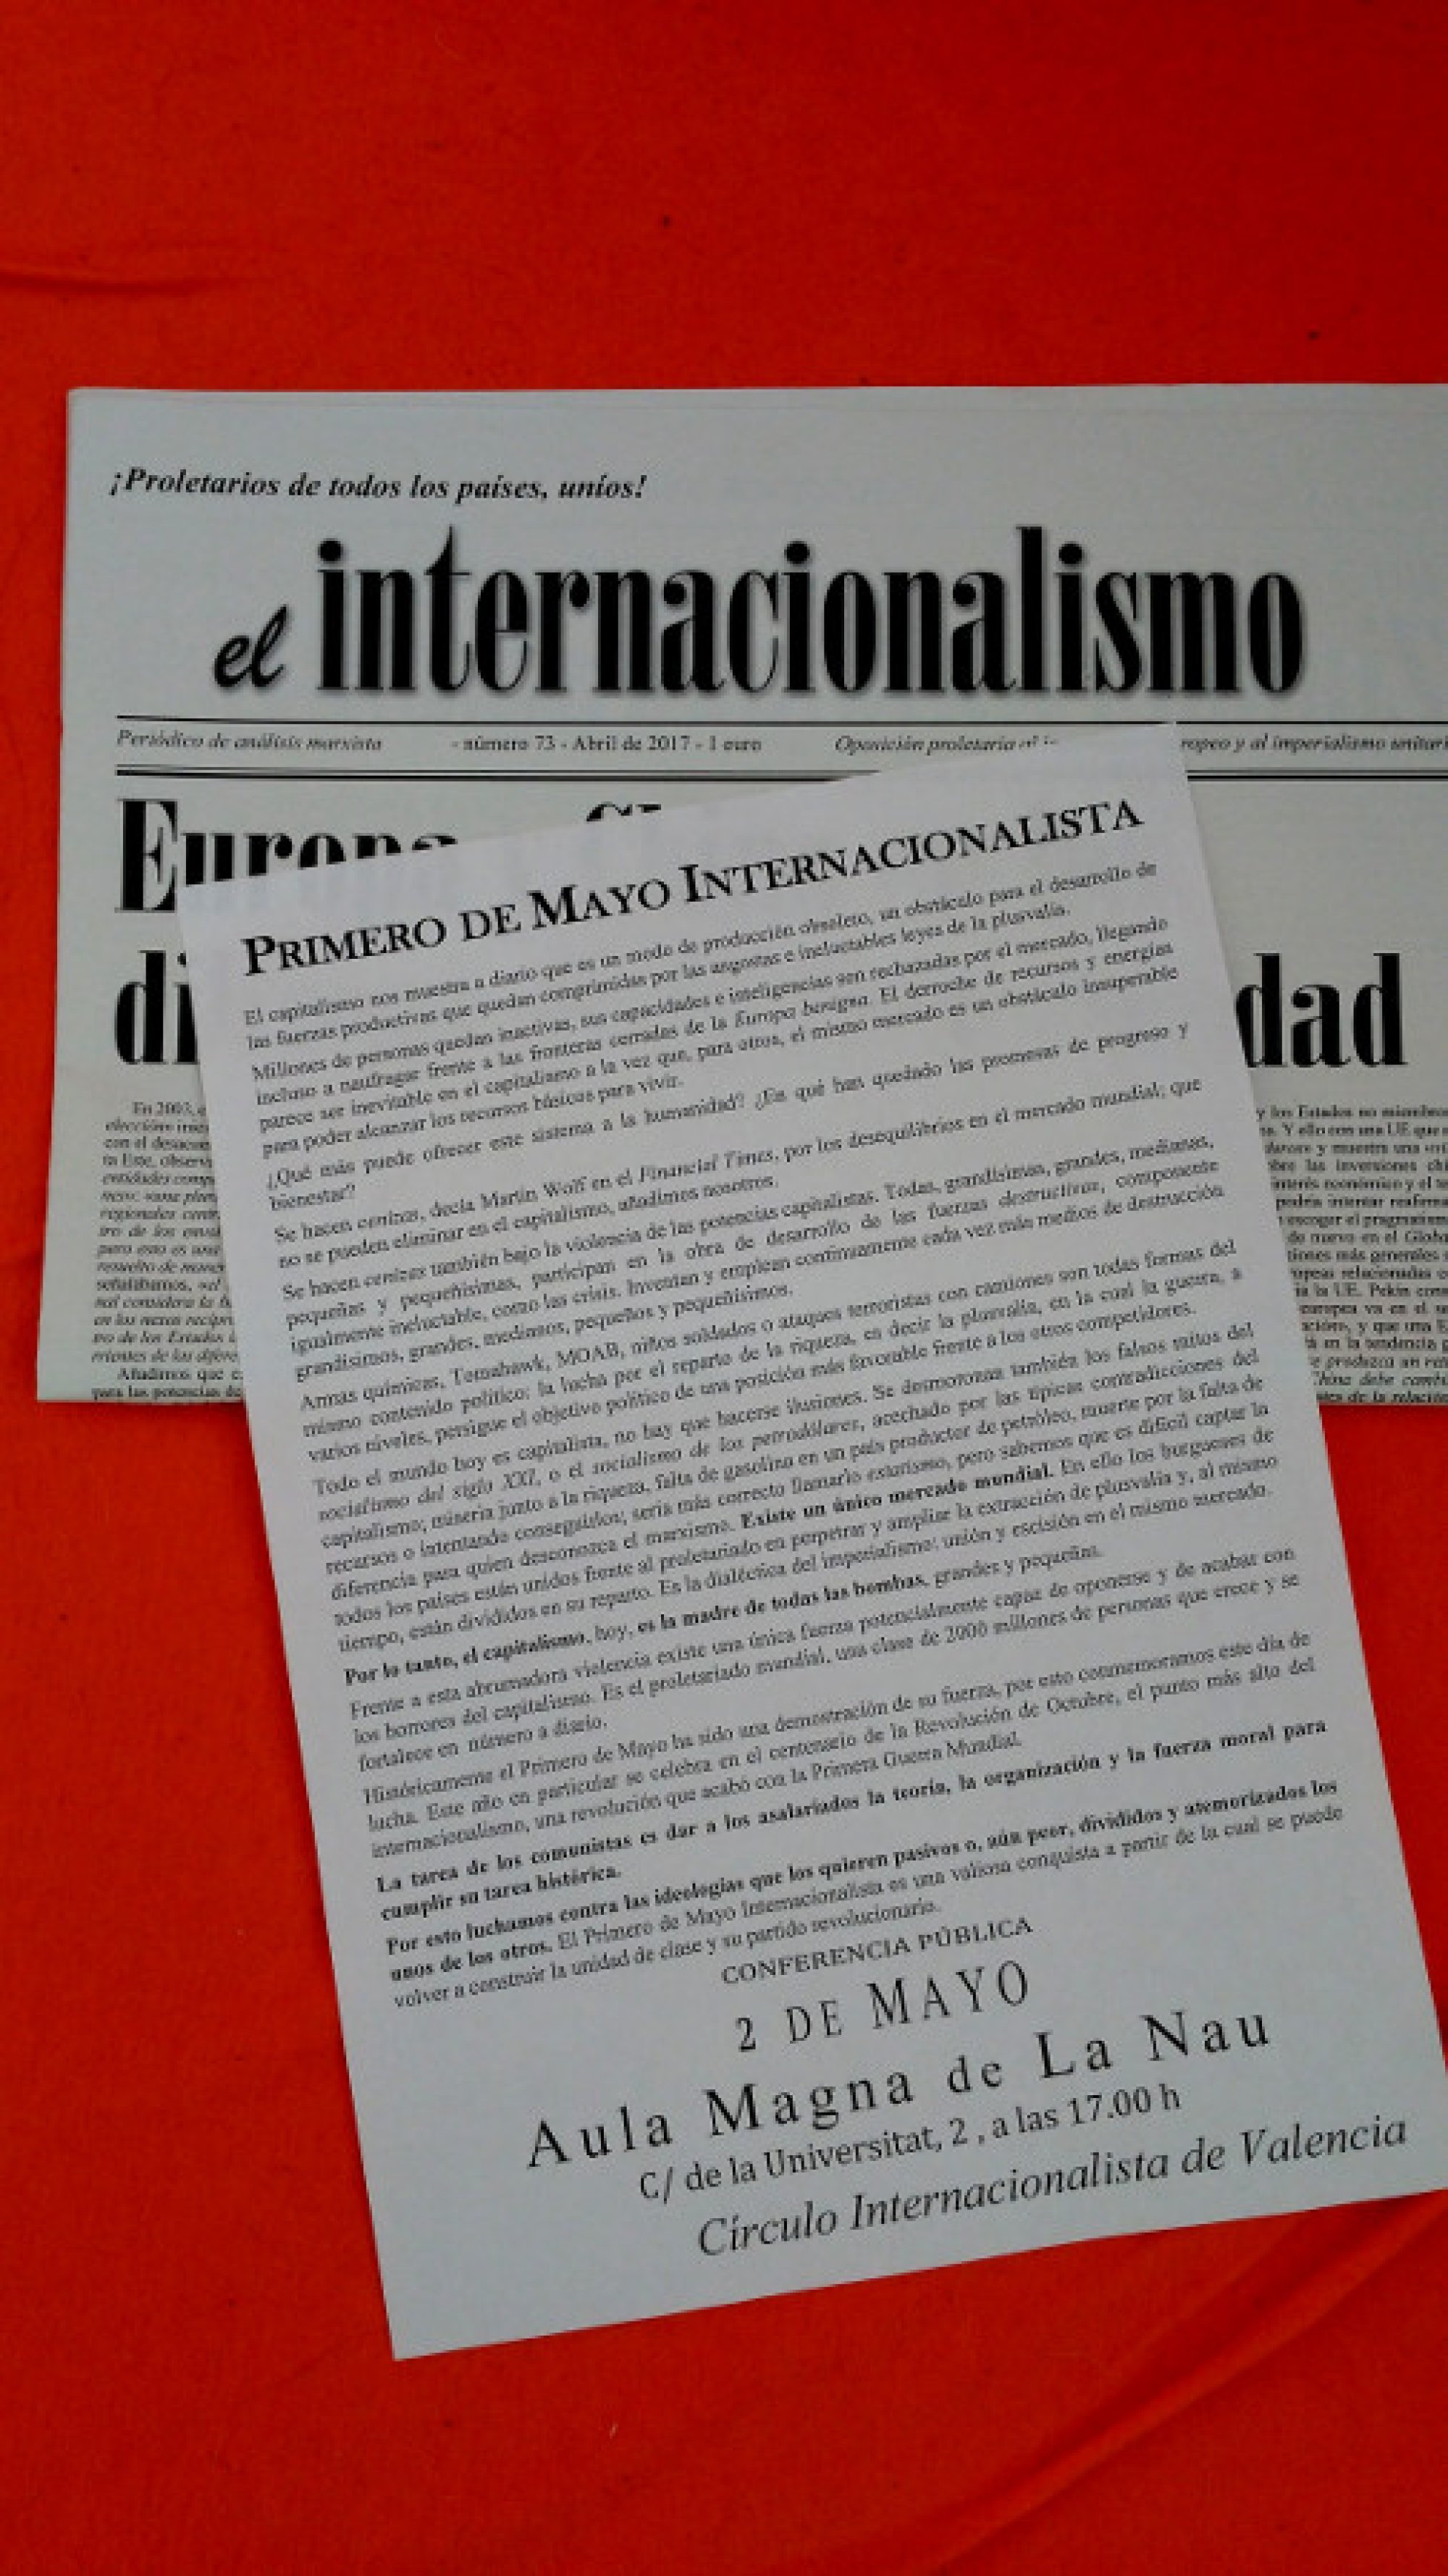 ¡Proletarios de todos los países, uníos!
el internacionalismo
Periódico de análisis marxista - número 73 - Abril de 2017 - 1 euro Oposición proletaria al ropeo y al imperialismo unitari
Europa
di
dad
PRIMERO DE MAYO INTERNACIONALISTA
El capitalismo nos muestra a diario que es un modo de producción obsoleto, un obstáculo para el desarrollo de
las fuerzas productivas que quedan comprimidas por las angostas e ineluctables leyes de la plusvalía.
Millones de personas quedan inactivas, sus capacidades e inteligencias son rechazadas por el mercado, llegando
incluso a naufragar frente a las fronteras cerradas de la Europa benigna. El derroche de recursos y energías
parece ser inevitable en el capitalismo a la vez que, para otros, el mismo mercado es un obstáculo insuperable
para poder alcanzar los recursos básicos para vivir.
¿Qué más puede ofrecer este sistema a la humanidad? ¿En qué han quedado las promesas de progreso y
bienestar?
Se hacen cenizas, decía Martin Wolf en el Financial Times, por los desequilibrios en el mercado mundial; que
no se pueden eliminar en el capitalismo, añadimos nosotros.
Se hacen cenizas también bajo la violencia de las potencias capitalistas. Todas, grandísimas, grandes, medianas,
pequeñas y pequeñísimas, participan en la obra de desarrollo de las fuerzas destructivas, componente
igualmente ineluctable, como las crisis. Inventan y emplean continuamente cada vez más medios de destrucción
grandísimos, grandes, medianos, pequeños y pequeñísimos.
Armas químicas, Tomahawk, MOAB, niños soldados o ataques terroristas con camiones son todas formas del
mismo contenido político: la lucha por el reparto de la riqueza, es decir la plusvalía, en la cual la guerra, a
varios niveles, persigue el objetivo político de una posición más favorable frente a los otros competidores.
Todo el mundo hoy es capitalista, no hay que hacerse ilusiones. Se desmoronan también los falsos mitos del
socialismo del siglo XXI, o el socialismo de los petrodólares, acechado por las típicas contradicciones del
capitalismo; miseria junto a la riqueza, falta de gasolina en un país productor de petróleo, muerte por la falta de
recursos o intentando conseguirlos; sería más correcto llamarlo estatismo, pero sabemos que es difícil captar la
diferencia para quien desconozca el marxismo. Existe un único mercado mundial. En ello los burgueses de
todos los países están unidos frente al proletariado en perpetrar y ampliar la extracción de plusvalía y, al mismo
tiempo, están divididos en su reparto. Es la dialéctica del imperialismo: unión y escisión en el mismo mercado.
Por lo tanto, el capitalismo, hoy, es la madre de todas las bombas, grandes y pequeñas.
Frente a esta abrumadora violencia existe una única fuerza potencialmente capaz de oponerse y de acabar con
los horrores del capitalismo. Es el proletariado mundial, una clase de 2000 millones de personas que crece y se
fortalece en número a diario.
Históricamente el Primero de Mayo ha sido una demostración de su fuerza, por esto conmemoramos este día de
lucha. Este año en particular se celebra en el centenario de la Revolución de Octubre, el punto más alto del
internacionalismo, una revolución que acabó con la Primera Guerra Mundial.
La tarea de los comunistas es dar a los asalariados la teoría, la organización y la fuerza moral para
cumplir su tarea histórica.
Por esto luchamos contra las ideologías que los quieren pasivos o, aún peor, divididos y atemorizados los
unos de los otros. El Primero de Mayo Internacionalista es una valiosa conquista a partir de la cual se puede
volver a construir la unidad de clase y su partido revolucionario.
CONFERENCIA PÚBLICA
2 DE MAYO
Aula Magna de La Nau
C/ de la Universitat, 2 , a las 17.00 h
Círculo Internacionalista de Valencia